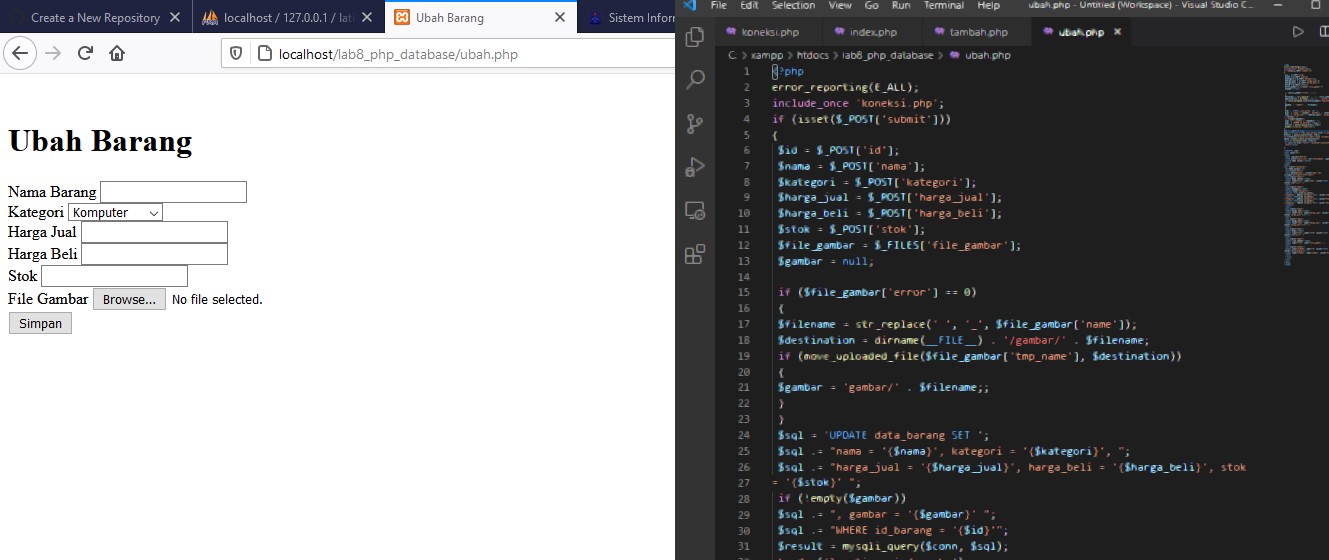 Create a New Repository
localhost / 127.0.0.1 / lat
Ubah Barang
Sistem Infor
localhost/lab8_php_database/ubah.php
Ubah Barang
Nama Barang
Kategori Komputer
Harga Jual
Harga Beli
Stok
File Gambar Browse... No file selected.
Simpan
File Edit Selection View Go Run Terminal Help ubah.php - Untitled (Workspace) - Visual Studio C...
koneksi.php index.php tambah.php ubah.php
C: > xampp > htdocs > lab8_php_database > ubah.php
1 <?php
2 error_reporting(E_ALL);
3 include_once 'koneksi.php';
4 if (isset($_POST['submit']))
5 {
6 $id = $_POST['id'];
7 $nama = $_POST['nama'];
8 $kategori = $_POST['kategori'];
9 $harga_jual = $_POST['harga_jual'];
10 $harga_beli = $_POST['harga_beli'];
11 $stok = $_POST['stok'];
12 $file_gambar = $_FILES['file_gambar'];
13 $gambar = null;
14
15 if ($file_gambar['error'] == 0)
16 {
17 $filename = str_replace(' ', '_', $file_gambar['name']);
18 $destination = dirname(__FILE__) . '/gambar/' . $filename;
19 if (move_uploaded_file($file_gambar['tmp_name'], $destination))
20 {
21 $gambar = 'gambar/' . $filename;;
22 }
23 }
24 $sql = 'UPDATE data_barang SET ';
25 $sql .= "nama = '{$nama}', kategori = '{$kategori}', ";
26 $sql .= "harga_jual = '{$harga_jual}', harga_beli = '{$harga_beli}', stok
27 = '{$stok}' ";
28 if (!empty($gambar))
29 $sql .= ", gambar = '{$gambar}' ";
30 $sql .= "WHERE id_barang = '{$id}'";
31 $result = mysqli_query($conn, $sql);